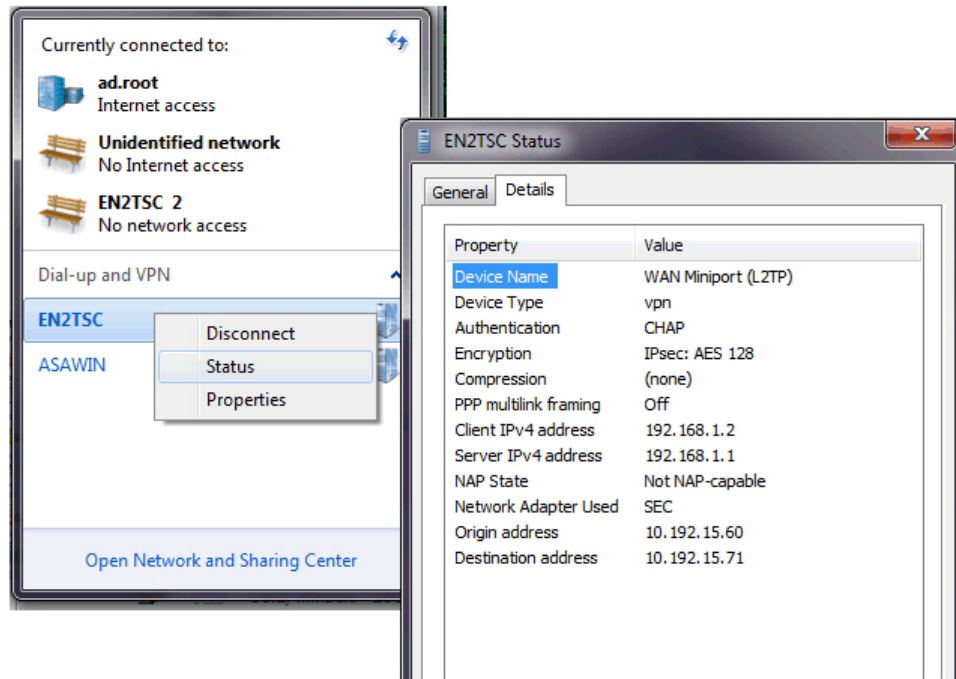 Currently connected to:
ad.root
Internet access
Unidentified network
No Internet access
EN2TSC 2
No network access
Dial-up and VPN
EN2TSC
Disconnect
ASAWIN
Status
Properties
Open Network and Sharing Center
EN2TSC Status
General Details
Property Value
Device Name WAN Miniport (L2TP)
Device Type vpn
Authentication CHAP
Encryption IPsec: AES 128
Compression (none)
PPP multilink framing Off
Client IPv4 address 192.168.1.2
Server IPv4 address 192.168.1.1
NAP State Not NAP-capable
Network Adapter Used SEC
Origin address 10.192.15.60
Destination address 10.192.15.71